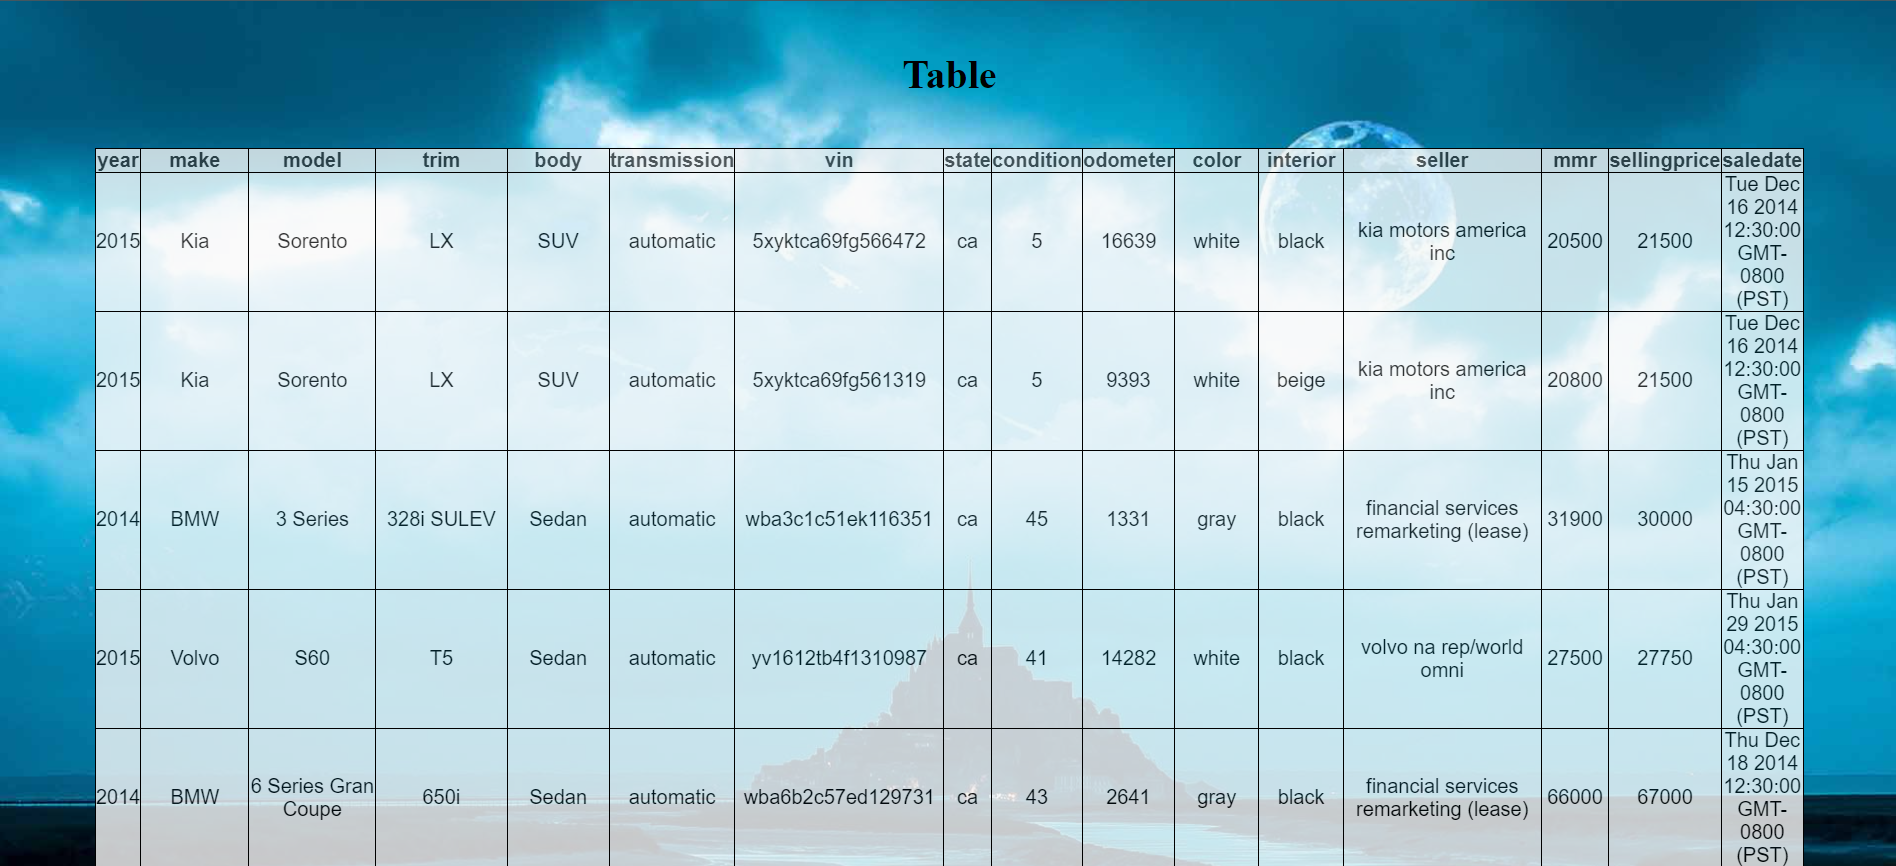 Table
year make model trim body transmission vin state condition odometer color interior seller mmr sellingprice saledate
2015 Kia Sorento LX SUV automatic 5xyktca69fg566472 ca 5 16639 white black kia motors america inc 20500 21500 Tue Dec 16 2014 12:30:00 GMT-0800 (PST)
2015 Kia Sorento LX SUV automatic 5xyktca69fg561319 ca 5 9393 white beige kia motors america inc 20800 21500 Tue Dec 16 2014 12:30:00 GMT-0800 (PST)
2014 BMW 3 Series 328i SULEV Sedan automatic wba3c1c51ek116351 ca 45 1331 gray black financial services remarketing (lease) 31900 30000 Thu Jan 15 2015 04:30:00 GMT-0800 (PST)
2015 Volvo S60 T5 Sedan automatic yv1612tb4f1310987 ca 41 14282 white black volvo na rep/world omni 27500 27750 Thu Jan 29 2015 04:30:00 GMT-0800 (PST)
2014 BMW 6 Series Gran Coupe 650i Sedan automatic wba6b2c57ed129731 ca 43 2641 gray black financial services remarketing (lease) 66000 67000 Thu Dec 18 2014 12:30:00 GMT-0800 (PST)